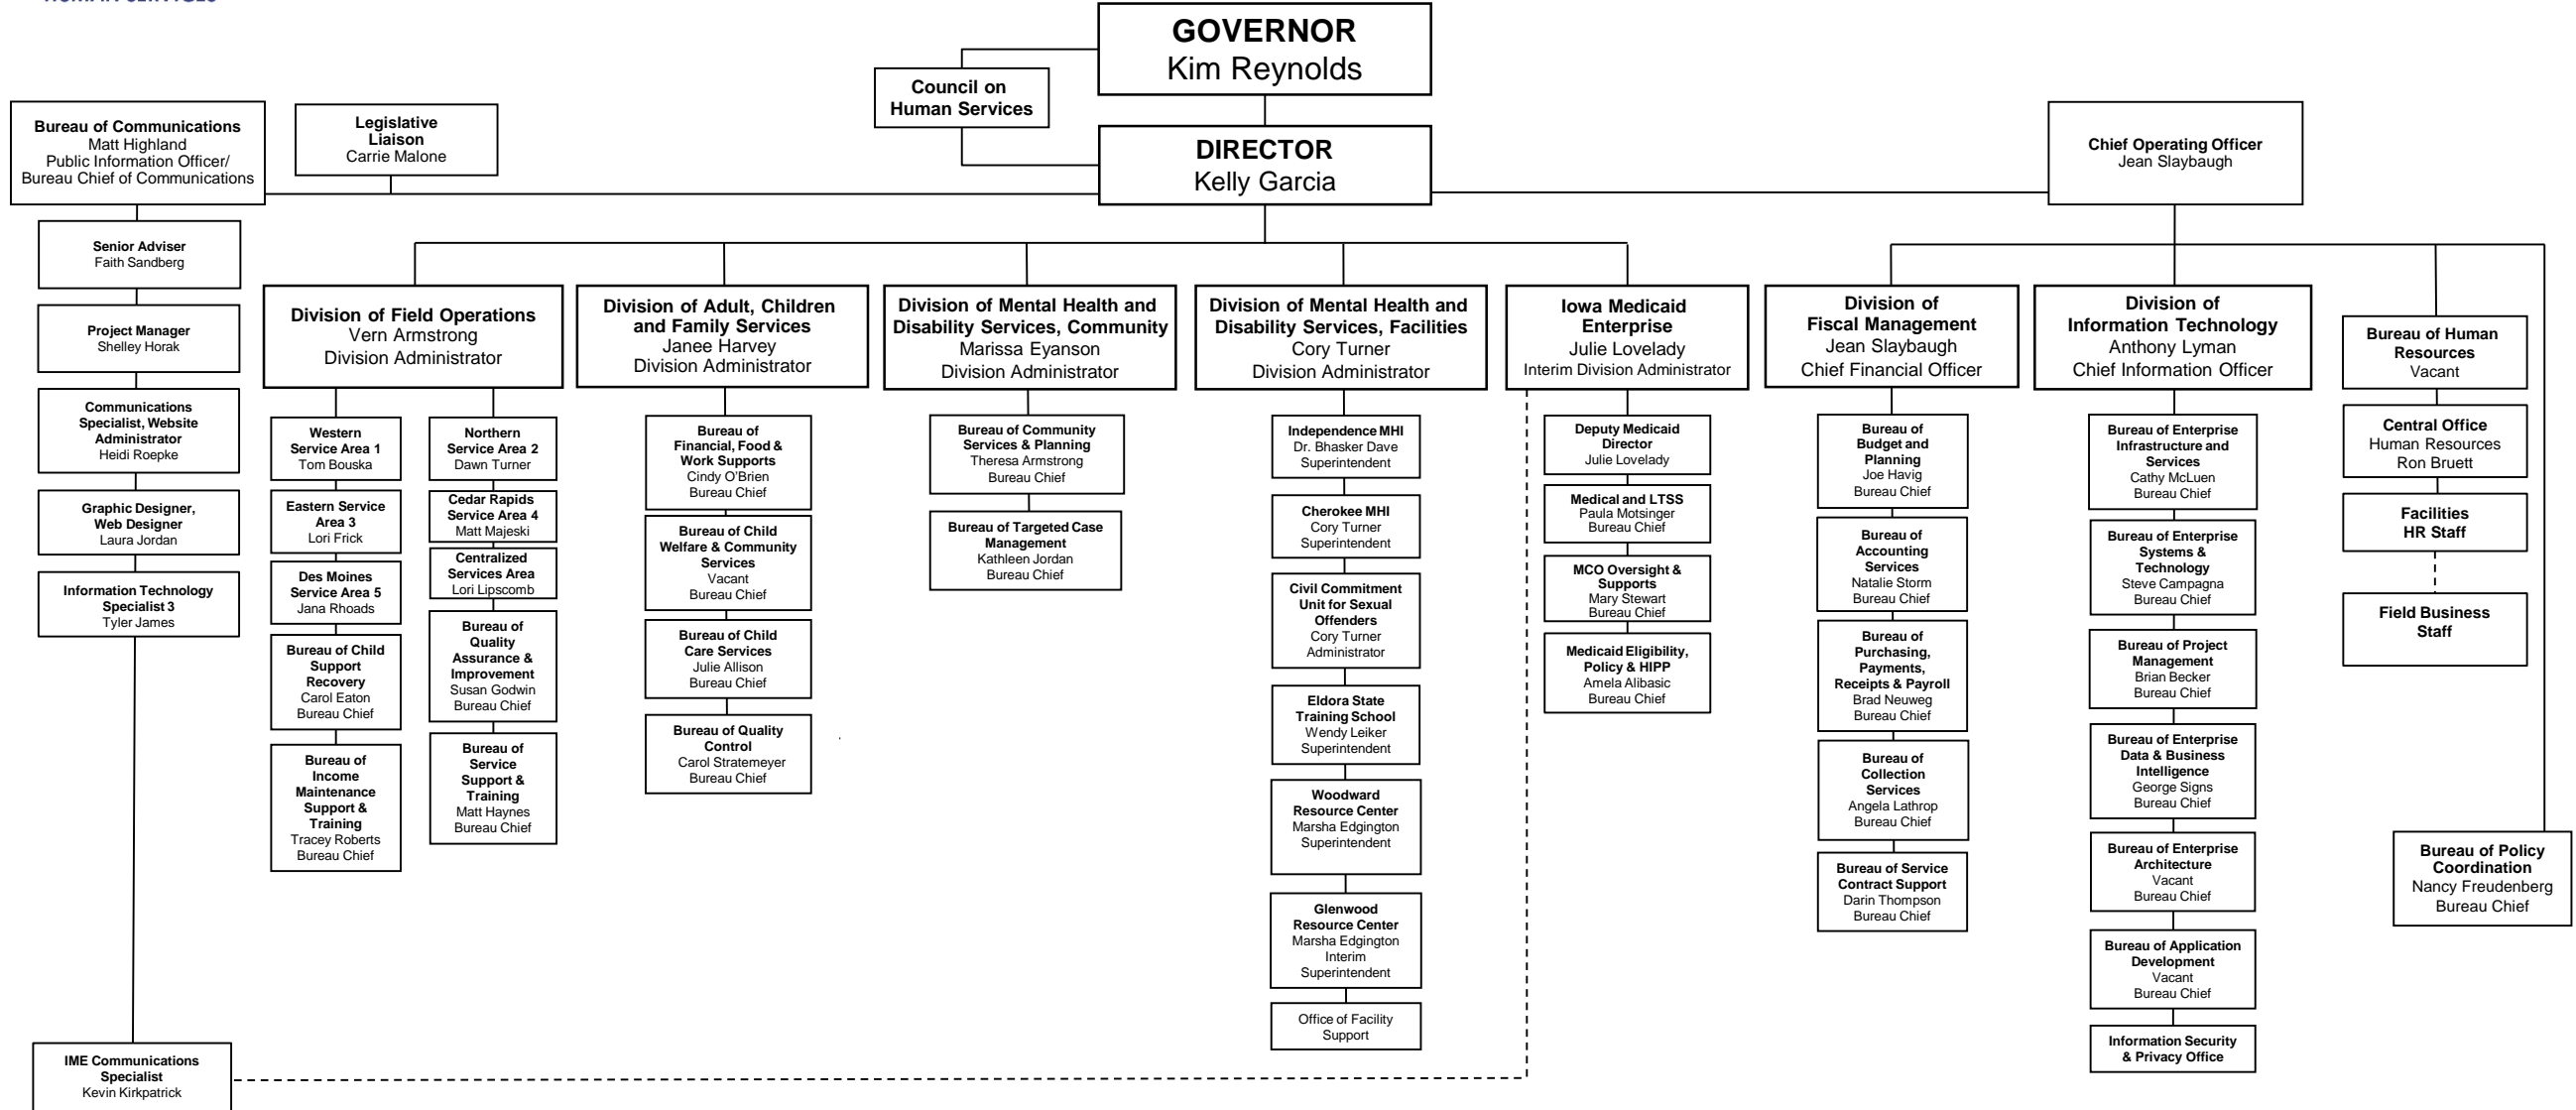 GOVERNOR
Kim Reynolds
Council on
Human Services
DIRECTOR
Kelly Garcia
Bureau of Communications
Matt Highland
Public Information Officer/
Bureau Chief of Communications
Legislative
Liaison
Carrie Malone
Chief Operating Officer
Jean Slaybaugh
Senior Adviser
Faith Sandberg
Project Manager
Shelley Horak
Communications
Specialist, Website
Administrator
Heidi Roepke
Graphic Designer,
Web Designer
Laura Jordan
Information Technology
Specialist 3
Tyler James
IME Communications
Specialist
Kevin Kirkpatrick
Division of Field Operations
Vern Armstrong
Division Administrator
Western
Service Area 1
Tom Bouska
Eastern Service
Area 3
Lori Frick
Des Moines
Service Area 5
Jana Rhoads
Bureau of Child
Support
Recovery
Carol Eaton
Bureau Chief
Bureau of
Income
Maintenance
Support &
Training
Tracey Roberts
Bureau Chief
Northern
Service Area 2
Dawn Turner
Cedar Rapids
Service Area 4
Matt Majeski
Centralized
Services Area
Lori Lipscomb
Bureau of
Quality
Assurance &
Improvement
Susan Godwin
Bureau Chief
Bureau of
Service
Support &
Training
Matt Haynes
Bureau Chief
Division of Adult, Children
and Family Services
Janee Harvey
Division Administrator
Bureau of
Financial, Food &
Work Supports
Cindy O'Brien
Bureau Chief
Bureau of Child
Welfare & Community
Services
Vacant
Bureau Chief
Bureau of Child
Care Services
Julie Allison
Bureau Chief
Bureau of Quality
Control
Carol Stratemeyer
Bureau Chief
Division of Mental Health and
Disability Services, Community
Marissa Eyanson
Division Administrator
Bureau of Community
Services & Planning
Theresa Armstrong
Bureau Chief
Bureau of Targeted Case
Management
Kathleen Jordan
Bureau Chief
Division of Mental Health and
Disability Services, Facilities
Cory Turner
Division Administrator
Independence MHI
Dr. Bhasker Dave
Superintendent
Cherokee MHI
Cory Turner
Superintendent
Civil Commitment
Unit for Sexual
Offenders
Cory Turner
Administrator
Eldora State
Training School
Wendy Leiker
Superintendent
Woodward
Resource Center
Marsha Edgington
Superintendent
Glenwood
Resource Center
Marsha Edgington
Interim
Superintendent
Office of Facility
Support
Iowa Medicaid
Enterprise
Julie Lovelady
Interim Division Administrator
Deputy Medicaid
Director
Julie Lovelady
Medical and LTSS
Paula Motsinger
Bureau Chief
MCO Oversight &
Supports
Mary Stewart
Bureau Chief
Medicaid Eligibility,
Policy & HIPP
Amela Alibasic
Bureau Chief
Division of
Fiscal Management
Jean Slaybaugh
Chief Financial Officer
Bureau of
Budget and
Planning
Joe Havig
Bureau Chief
Bureau of
Accounting
Services
Natalie Storm
Bureau Chief
Bureau of
Purchasing,
Payments,
Receipts & Payroll
Brad Neuweg
Bureau Chief
Bureau of
Collection
Services
Angela Lathrop
Bureau Chief
Bureau of Service
Contract Support
Darin Thompson
Bureau Chief
Division of
Information Technology
Anthony Lyman
Chief Information Officer
Bureau of Enterprise
Infrastructure and
Services
Cathy McLuen
Bureau Chief
Bureau of Enterprise
Systems &
Technology
Steve Campagna
Bureau Chief
Bureau of Project
Management
Brian Becker
Bureau Chief
Bureau of Enterprise
Data & Business
Intelligence
George Signs
Bureau Chief
Bureau of Enterprise
Architecture
Vacant
Bureau Chief
Bureau of Application
Development
Vacant
Bureau Chief
Information Security
& Privacy Office
Bureau of Human
Resources
Vacant
Central Office
Human Resources
Ron Bruett
Facilities
HR Staff
Field Business
Staff
Bureau of Policy
Coordination
Nancy Freudenberg
Bureau Chief